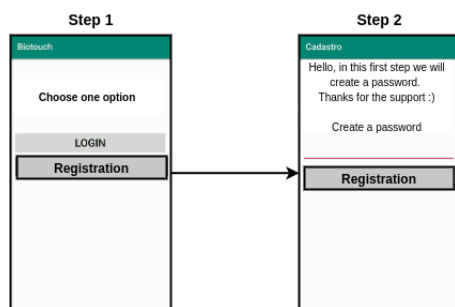 Step 1
Biotouch
Choose one option
LOGIN
Registration
Step 2
Cadastro
Hello, in this first step we will
create a password.
Thanks for the support :)
Create a password
Registration